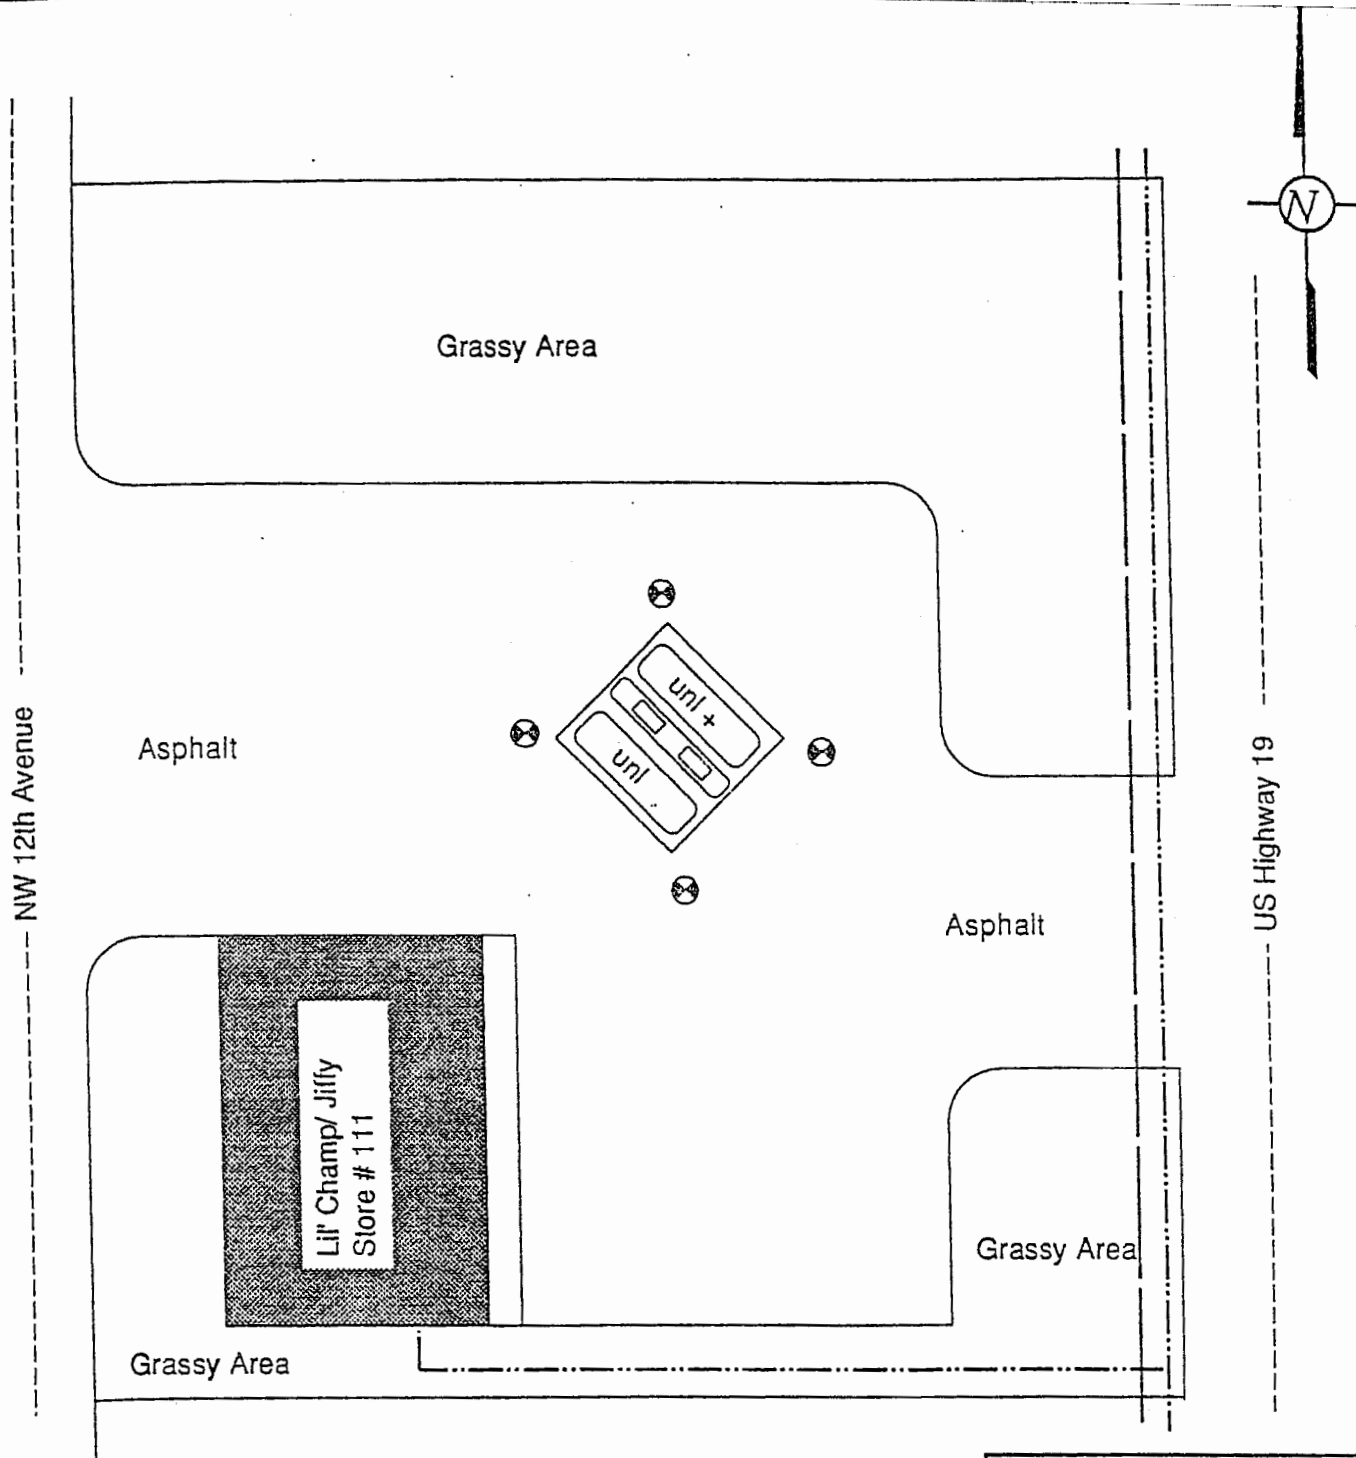 N
Grassy Area
NW 12th Avenue
Asphalt
unl +
unl
US Highway 19
Asphalt
Lil' Champ/ Jiffy
Store # 111
Grassy Area
Grassy Area